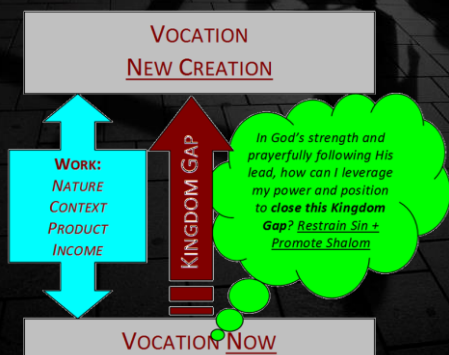 VOCATION
NEW CREATION
WORK:
NATURE
CONTEXT
PRODUCT
INCOME
KINGDOM GAP
In God's strength and
prayerfully following His
lead, how can I leverage
my power and position
to close this Kingdom
Gap? Restrain Sin +
Promote Shalom
VOCATION NOW